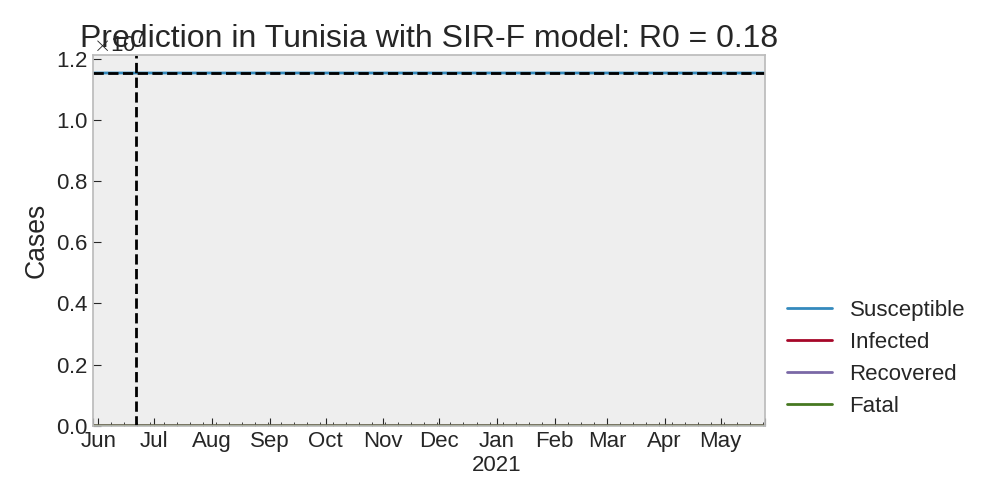 Prediction in Tunisia with SIR-F model: R0 = 0.18
×10
1.2
1.0
0.8
0.6
0.4
0.2
0.0
Cases
Jun Jul Aug Sep Oct Nov Dec Jan Feb Mar Apr May
2021
Susceptible
Infected
Recovered
Fatal